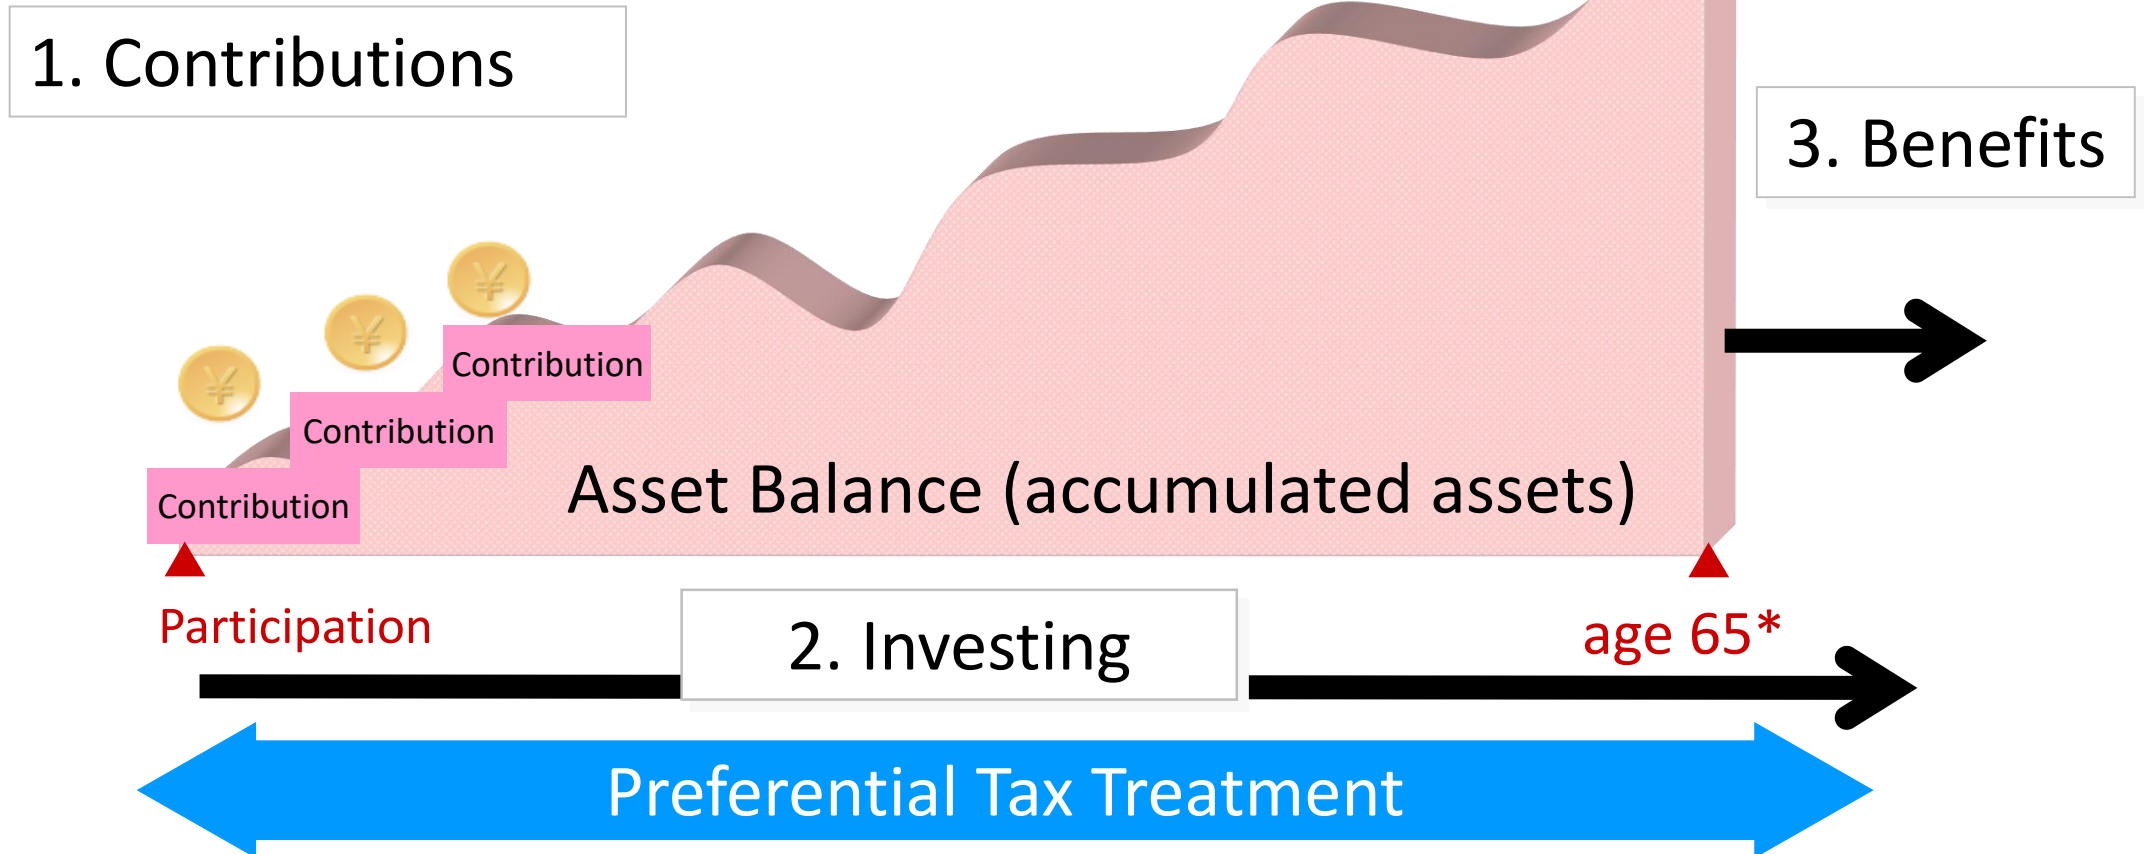 1. Contributions
3. Benefits
¥
¥
¥
Contribution
Contribution
Contribution
Asset Balance (accumulated assets)
Participation
2. Investing
age 65*
Preferential Tax Treatment